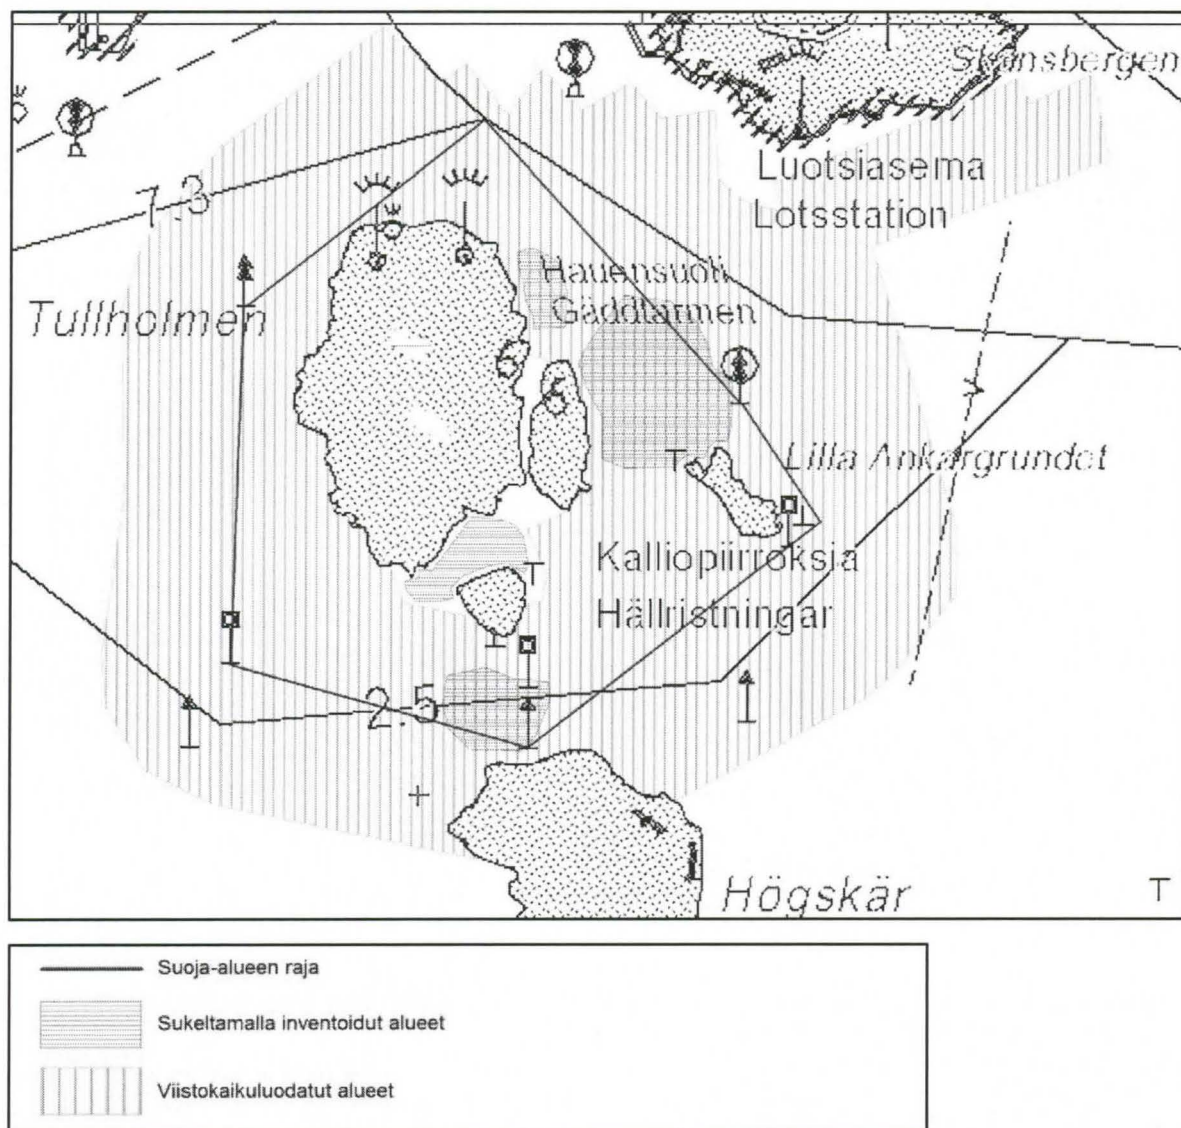 Skansbergen
Luotsiasema
Lotsstation
7.3
Hauensuoli
Gäddtarmen
Tullholmen
T
Lilla Ankargrundet
Kalliopiirroksia
T
Hällristningar
2.5
Högskär
T
Suoja-alueen raja
Sukeltamalla inventoidut alueet
Viistokaikuluodatut alueet